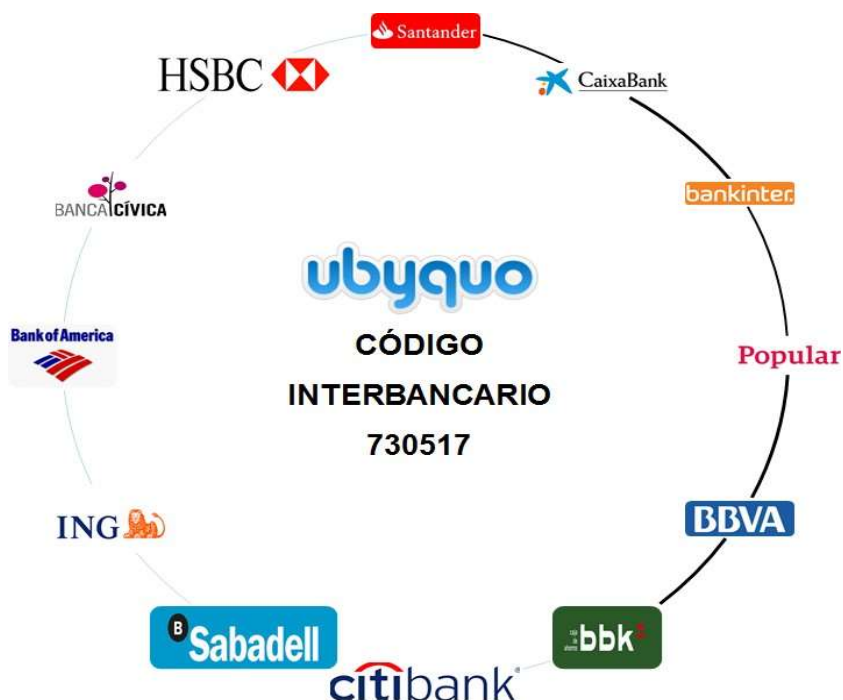 Santander
HSBC
CaixaBank
BANCA CÍVICA
bankinter.
ubyquo
CÓDIGO
INTERBANCARIO
730517
Bank of America
Popular
ING
BBVA
B Sabadell
bbk
citibank